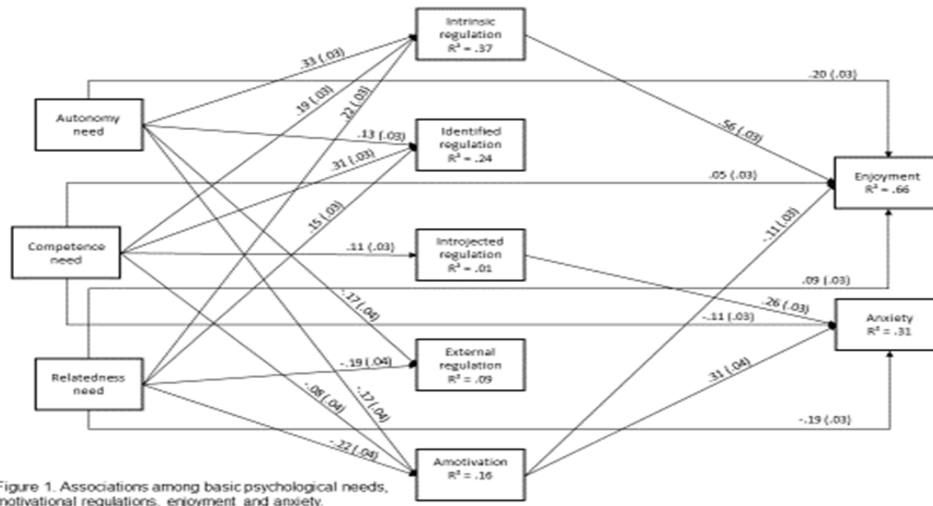 Intrinsic
regulation
R² = .37
.33 (.03)
.20 (.03)
.19 (.03)
.22 (.03)
Autonomy
need
Identified
regulation
R² = .24
.13 (.03)
.56 (.03)
.31 (.03)
Enjoyment
R² = .66
.05 (.03)
.15 (.03)
-.11 (.03)
Competence
need
Introjected
regulation
R² = .01
.11 (.03)
.09 (.03)
.26 (.03)
-.17 (.04)
-.11 (.03)
Anxiety
R² = .31
External
regulation
R² = .09
-.19 (.04)
Relatedness
need
.31 (.04)
-.08 (.04)
-.17 (.04)
-.19 (.03)
-.22 (.04)
Amotivation
R² = .16
Figure 1. Associations among basic psychological needs,
motivational regulations, enjoyment and anxiety.